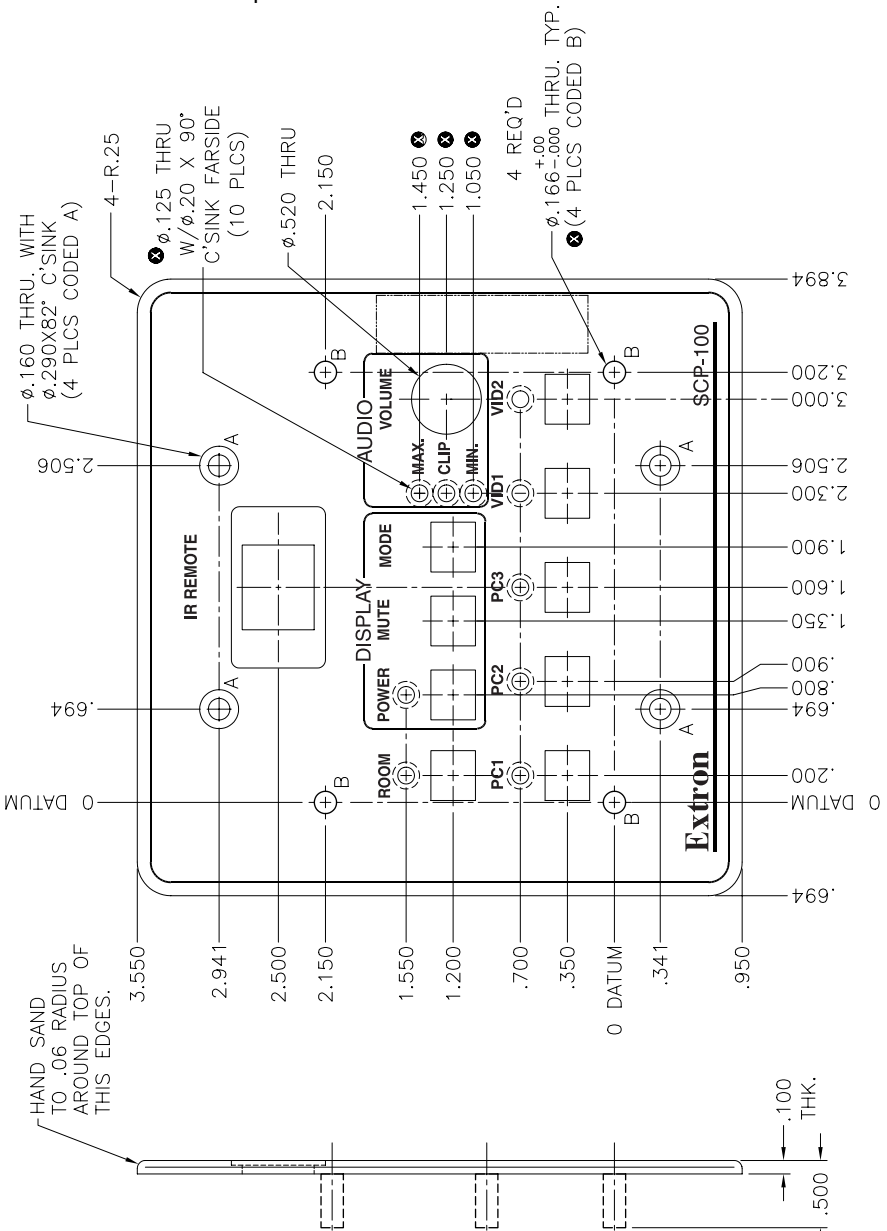 HAND SAND
TO .06 RADIUS
AROUND TOP OF
THIS EDGES.
.100
THK.
.500
3.550
2.941
2.500
2.150
1.550
1.200
.700
.350
0 DATUM
.341
.950
0 DATUM
.694
2.506
ø.160 THRU. WITH
ø.290X82° C'SINK
(4 PLCS CODED A)
4-R.25
ⓧ ø.125 THRU
W/ø.20 X 90°
C'SINK FARSIDE
(10 PLCS)
2.150
ø.520 THRU
1.450 ⓧ
1.250 ⓧ
1.050 ⓧ
4 REQ'D
ø.166 +.00 -.000 THRU. TYP.
ⓧ (4 PLCS CODED B)
A
A
B
B
IR REMOTE
DISPLAY
AUDIO
ROOM
POWER
MUTE
MODE
MAX.
CLIP
MIN.
VOLUME
PC1
PC2
PC3
VID1
VID2
B
A
A
B
Extron
SCP-100
.694
0 DATUM
.200
.694
.800
.900
1.350
1.600
1.900
2.300
2.506
3.000
3.200
3.894